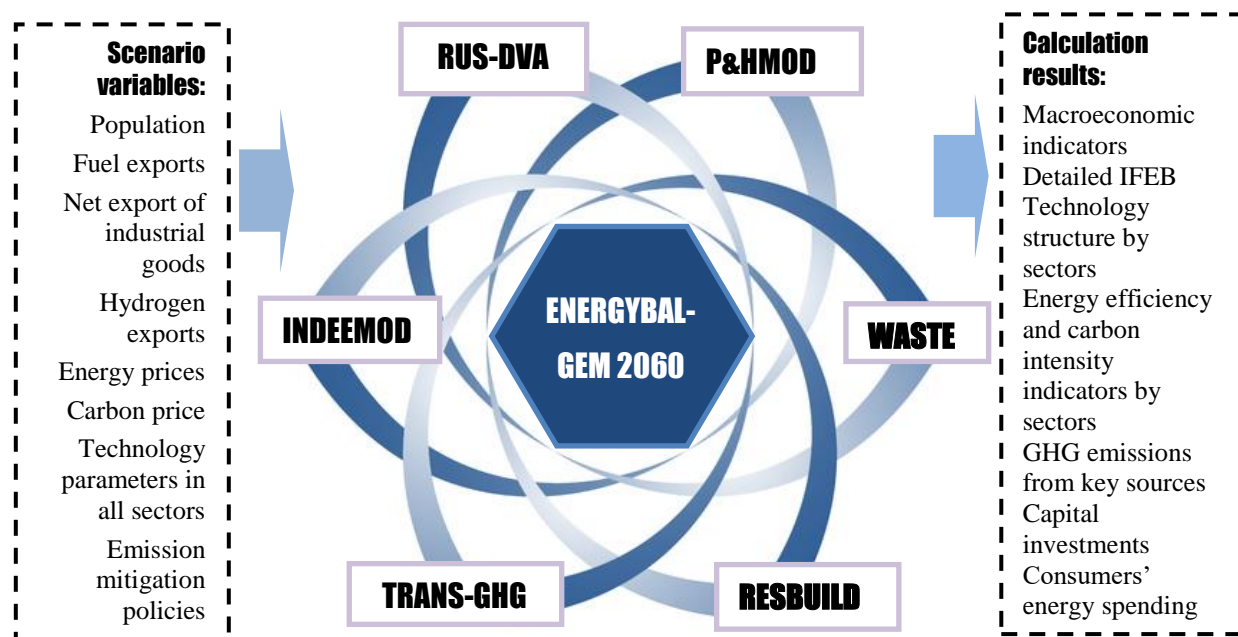 Scenario
variables:
Population
Fuel exports
Net export of
industrial
goods
Hydrogen
exports
Energy prices
Carbon price
Technology
parameters in
all sectors
Emission
mitigation
policies
RUS-DVA
P&HMOD
INDEEMOD
ENERGYBAL-
GEM 2060
WASTE
TRANS-GHG
RESBUILD
Calculation
results:
Macroeconomic
indicators
Detailed IFEB
Technology
structure by
sectors
Energy efficiency
and carbon
intensity
indicators by
sectors
GHG emissions
from key sources
Capital
investments
Consumers’
energy spending